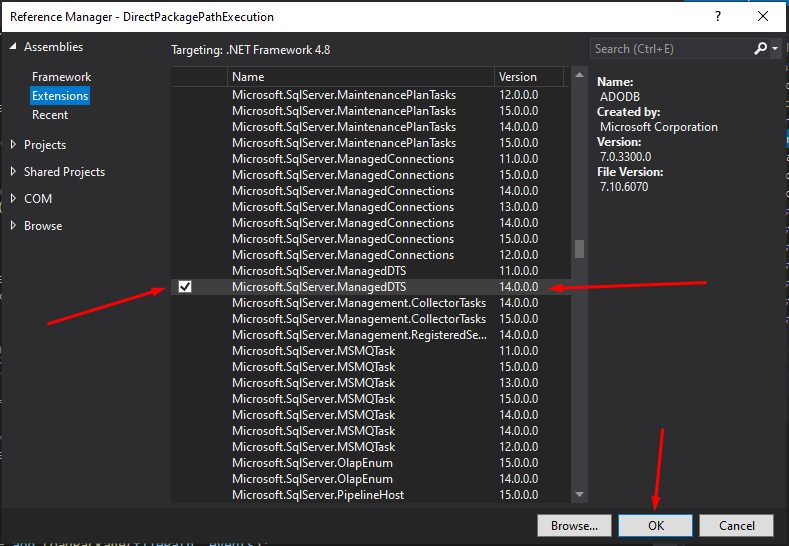 Reference Manager - DirectPackagePathExecution
Assemblies
Framework
Extensions
Recent
Projects
Shared Projects
COM
Browse
Targeting: .NET Framework 4.8
Name Version
Microsoft.SqlServer.MaintenancePlanTasks 12.0.0.0
Microsoft.SqlServer.MaintenancePlanTasks 15.0.0.0
Microsoft.SqlServer.MaintenancePlanTasks 14.0.0.0
Microsoft.SqlServer.MaintenancePlanTasks 15.0.0.0
Microsoft.SqlServer.ManagedConnections 11.0.0.0
Microsoft.SqlServer.ManagedConnections 15.0.0.0
Microsoft.SqlServer.ManagedConnections 14.0.0.0
Microsoft.SqlServer.ManagedConnections 13.0.0.0
Microsoft.SqlServer.ManagedConnections 14.0.0.0
Microsoft.SqlServer.ManagedConnections 15.0.0.0
Microsoft.SqlServer.ManagedConnections 12.0.0.0
Microsoft.SqlServer.ManagedDTS 11.0.0.0
Microsoft.SqlServer.ManagedDTS 14.0.0.0
Microsoft.SqlServer.Management.CollectorTasks 14.0.0.0
Microsoft.SqlServer.Management.CollectorTasks 15.0.0.0
Microsoft.SqlServer.Management.RegisteredSe... 14.0.0.0
Microsoft.SqlServer.MSMQTask 11.0.0.0
Microsoft.SqlServer.MSMQTask 15.0.0.0
Microsoft.SqlServer.MSMQTask 13.0.0.0
Microsoft.SqlServer.MSMQTask 15.0.0.0
Microsoft.SqlServer.MSMQTask 14.0.0.0
Microsoft.SqlServer.MSMQTask 14.0.0.0
Microsoft.SqlServer.MSMQTask 12.0.0.0
Microsoft.SqlServer.OlapEnum 15.0.0.0
Microsoft.SqlServer.OlapEnum 14.0.0.0
Microsoft.SqlServer.PipelineHost 15.0.0.0
Search (Ctrl+E)
Name:
ADODB
Created by:
Microsoft Corporation
Version:
7.0.3300.0
File Version:
7.10.6070
Browse... OK Cancel